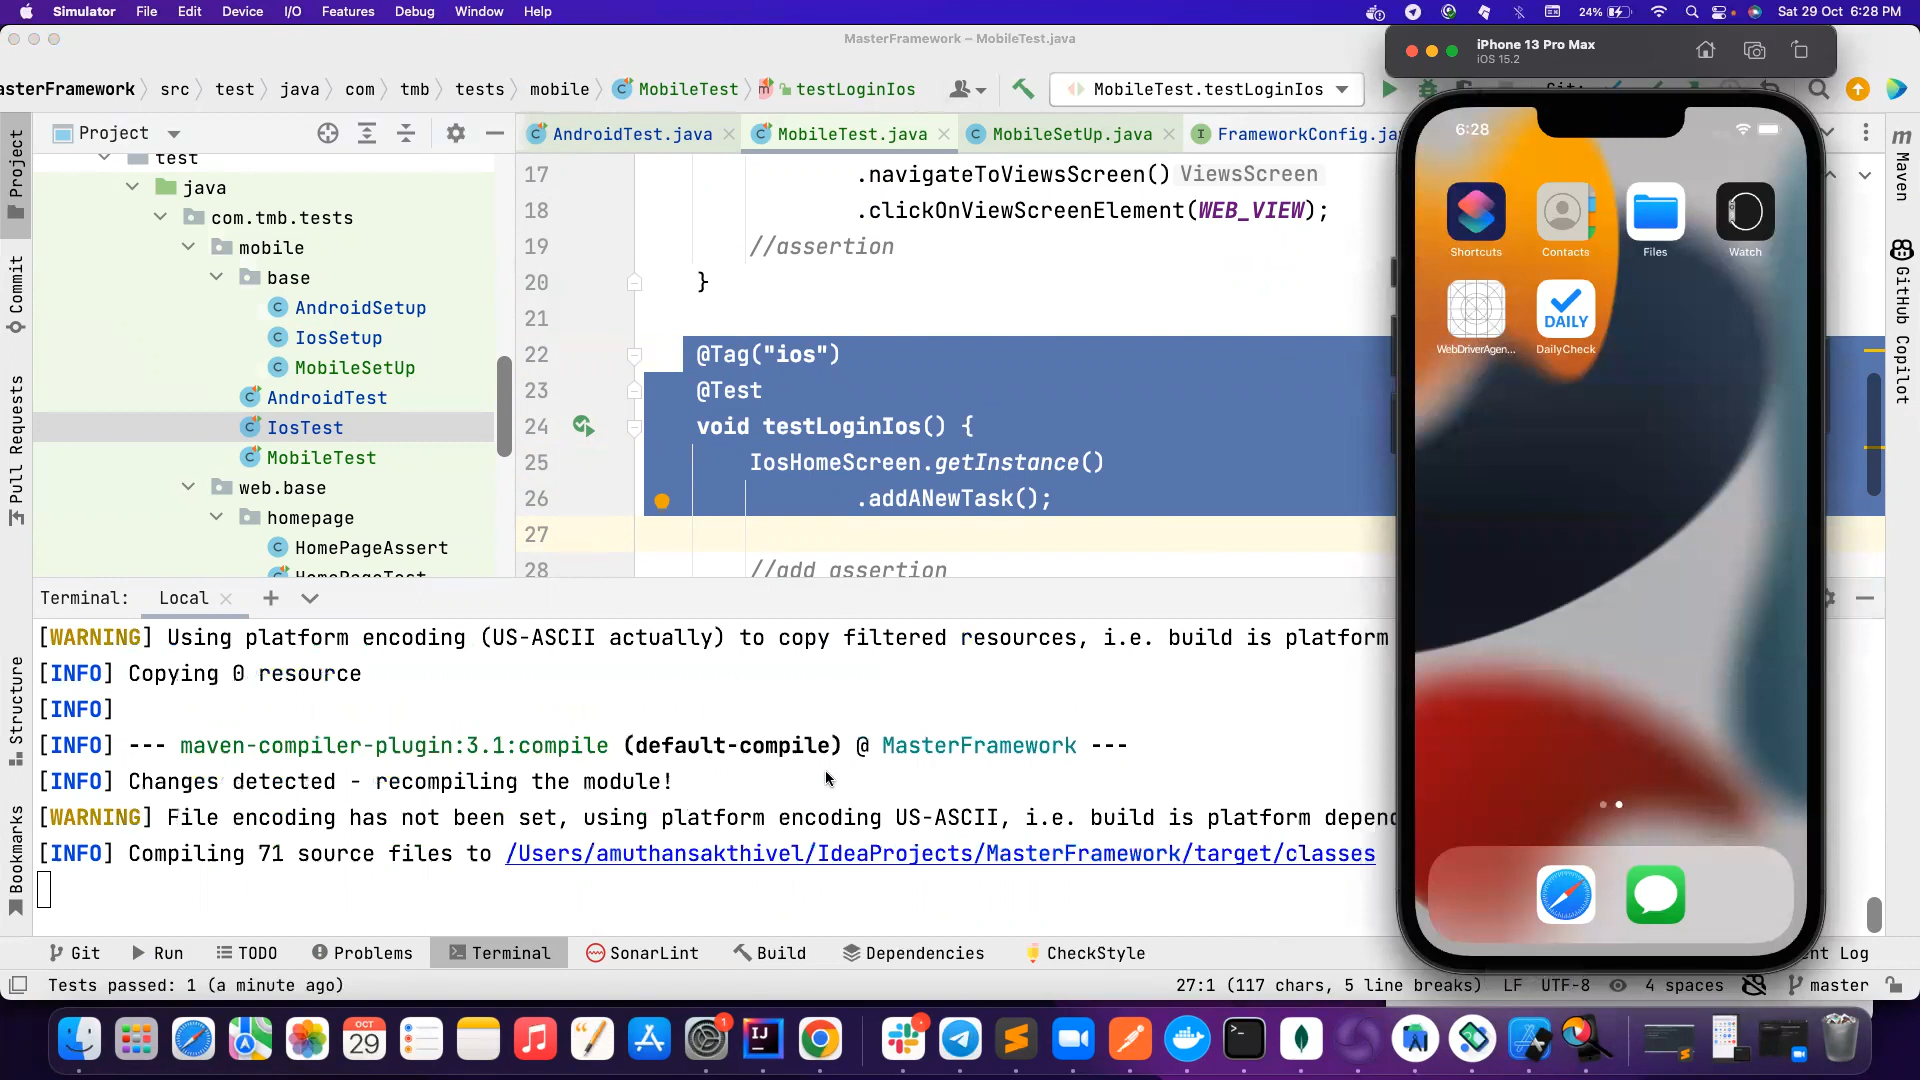 Simulator File Edit Device I/O Features Debug Window Help
24% Sat 29 Oct 6:28 PM
MasterFramework – MobileTest.java
iPhone 13 Pro Max
iOS 15.2
asterFramework src test java com tmb tests mobile MobileTest testLoginIos
MobileTest.testLoginIos
Git:
Project
AndroidTest.java MobileTest.java MobileSetUp.java FrameworkConfig.ja
test
java
com.tmb.tests
mobile
base
AndroidSetup
IosSetup
MobileSetUp
AndroidTest
IosTest
MobileTest
web.base
homepage
HomePageAssert
HomePageTest
17 .navigateToViewsScreen() ViewsScreen
18 .clickOnViewScreenElement(WEB_VIEW);
19 //assertion
20 }
21
22 @Tag("ios")
23 @Test
24 void testLoginIos() {
25 IosHomeScreen.getInstance()
26 .addANewTask();
27
28 //add assertion
Project
Commit
Pull Requests
Structure
Bookmarks
m Maven
GitHub Copilot
6:28
Shortcuts Contacts Files Watch
DAILY
WebDriverAgen... DailyCheck
Terminal: Local
[WARNING] Using platform encoding (US-ASCII actually) to copy filtered resources, i.e. build is platform
[INFO] Copying 0 resource
[INFO]
[INFO] --- maven-compiler-plugin:3.1:compile (default-compile) @ MasterFramework ---
[INFO] Changes detected - recompiling the module!
[WARNING] File encoding has not been set, using platform encoding US-ASCII, i.e. build is platform depen
[INFO] Compiling 71 source files to /Users/amuthansakthivel/IdeaProjects/MasterFramework/target/classes
Git Run TODO Problems Terminal SonarLint Build Dependencies CheckStyle nt Log
Tests passed: 1 (a minute ago) 27:1 (117 chars, 5 line breaks) LF UTF-8 4 spaces master
OCT
29
1
IJ